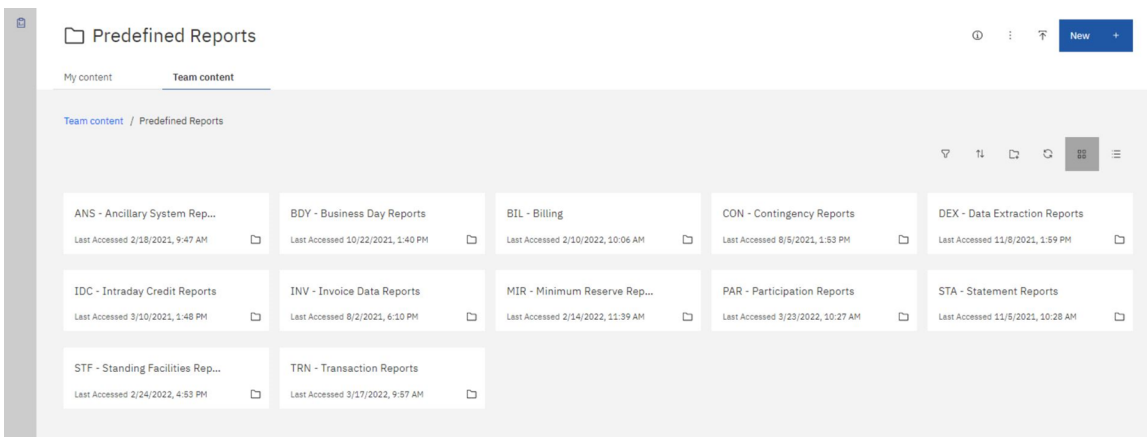 Predefined Reports
New +
My content Team content
Team content / Predefined Reports
ANS - Ancillary System Rep... BDY - Business Day Reports BIL - Billing CON - Contingency Reports DEX - Data Extraction Reports
Last Accessed 2/18/2021, 9:47 AM Last Accessed 10/22/2021, 1:40 PM Last Accessed 2/10/2022, 10:06 AM Last Accessed 8/5/2021, 1:53 PM Last Accessed 11/8/2021, 1:59 PM
IDC - Intraday Credit Reports INV - Invoice Data Reports MIR - Minimum Reserve Rep... PAR - Participation Reports STA - Statement Reports
Last Accessed 3/10/2021, 1:48 PM Last Accessed 8/2/2021, 6:10 PM Last Accessed 2/14/2022, 11:39 AM Last Accessed 3/23/2022, 10:27 AM Last Accessed 11/5/2021, 10:28 AM
STF - Standing Facilities Rep... TRN - Transaction Reports
Last Accessed 2/24/2022, 4:53 PM Last Accessed 3/17/2022, 9:57 AM